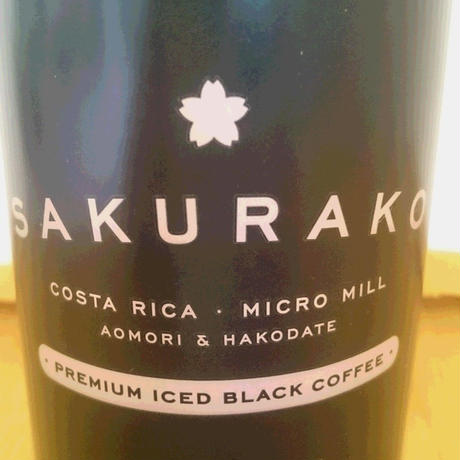 SAKURAKO
COSTA RICA · MICRO MILL
AOMORI & HAKODATE
· PREMIUM ICED BLACK COFFEE ·